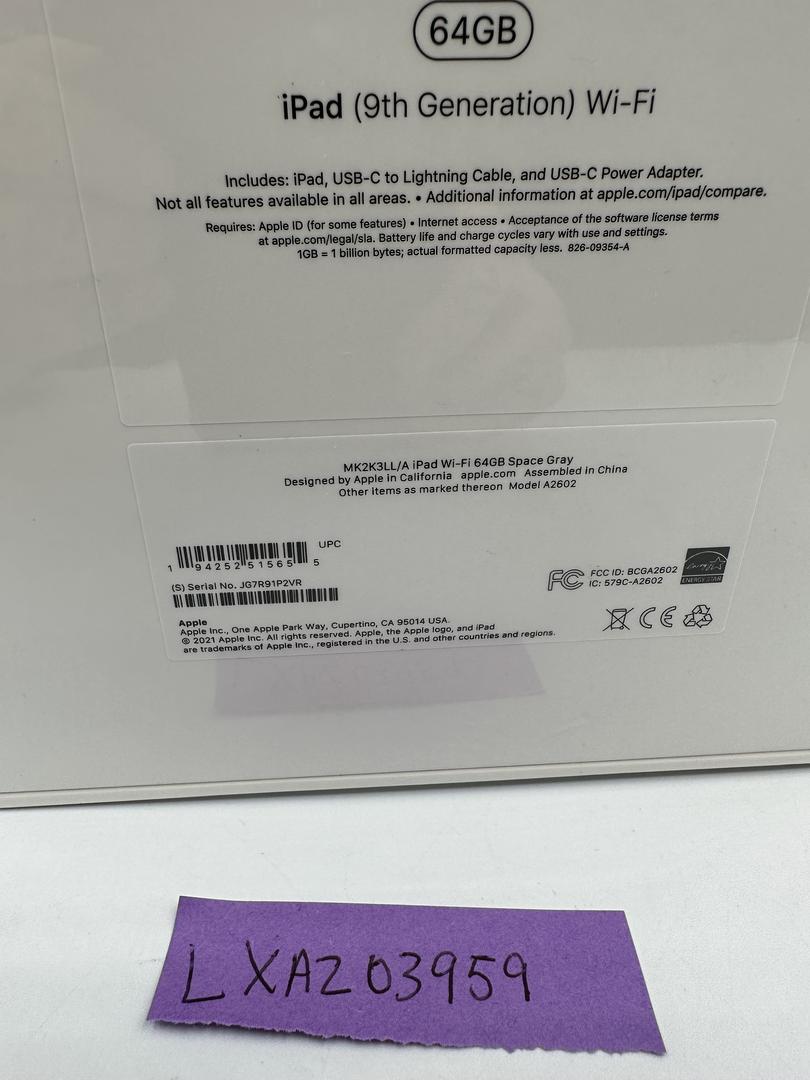 64GB
iPad (9th Generation) Wi-Fi
Includes: iPad, USB-C to Lightning Cable, and USB-C Power Adapter.
Not all features available in all areas. • Additional information at apple.com/ipad/compare.
Requires: Apple ID (for some features) • Internet access • Acceptance of the software license terms
at apple.com/legal/sla. Battery life and charge cycles vary with use and settings.
1GB = 1 billion bytes; actual formatted capacity less. 826-09354-A
MK2K3LL/A iPad Wi-Fi 64GB Space Gray
Designed by Apple in California apple.com Assembled in China
Other items as marked thereon Model A2602
UPC
1 94252 51565 5
(S) Serial No. JG7R91P2VR
FC FCC ID: BCGA2602
IC: 579C-A2602
ENERGY STAR
CE
Apple
Apple Inc., One Apple Park Way, Cupertino, CA 95014 USA.
© 2021 Apple Inc. All rights reserved. Apple, the Apple logo, and iPad
are trademarks of Apple Inc., registered in the U.S. and other countries and regions.
LXAZ03959